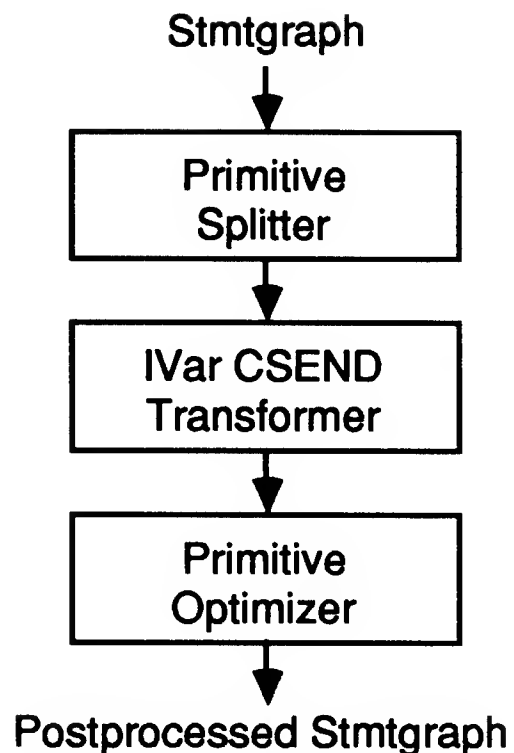 Stmtgraph
Primitive
Splitter
IVar CSEND
Transformer
Primitive
Optimizer
Postprocessed Stmtgraph